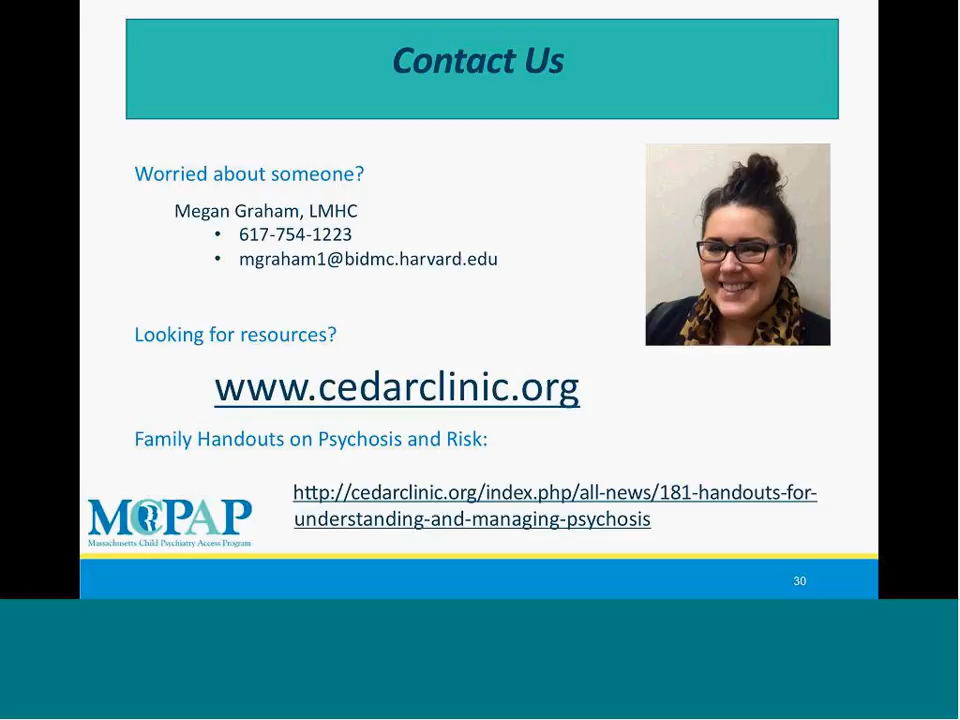 Contact Us
Worried about someone?
Megan Graham, LMHC
• 617-754-1223
• mgraham1@bidmc.harvard.edu
Looking for resources?
www.cedarclinic.org
Family Handouts on Psychosis and Risk:
http://cedarclinic.org/index.php/all-news/181-handouts-for-
understanding-and-managing-psychosis
MCPAP
Massachusetts Child Psychiatry Access Program
30